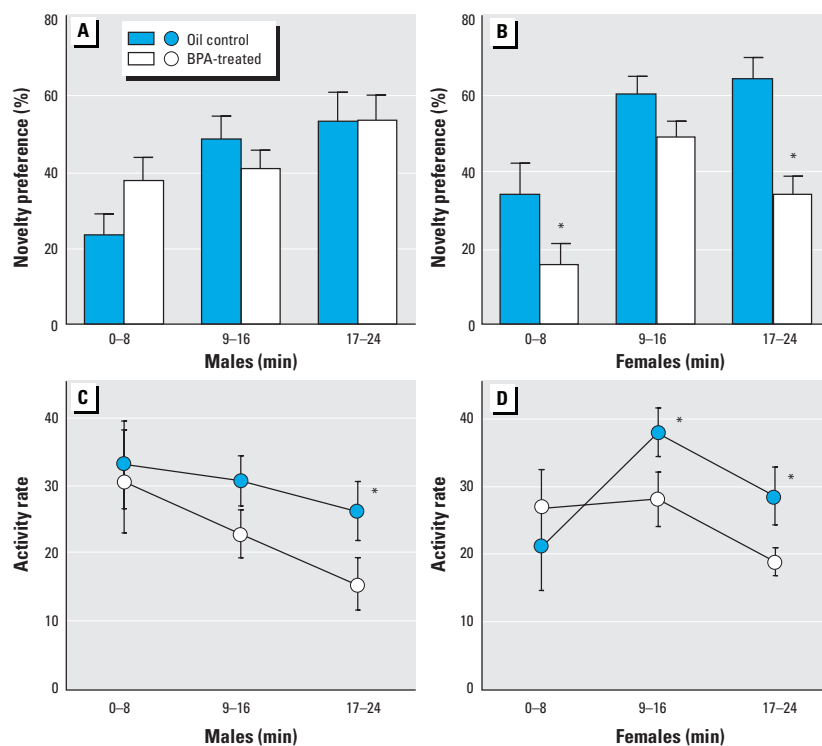 A
Oil control
BPA-treated
Novelty preference (%)
80
60
40
20
0
0–8
9–16
17–24
Males (min)
B
Novelty preference (%)
80
60
40
20
0
*
*
0–8
9–16
17–24
Females (min)
C
Activity rate
40
30
20
10
0
*
0–8
9–16
17–24
Males (min)
D
Activity rate
40
30
20
10
0
*
*
0–8
9–16
17–24
Females (min)